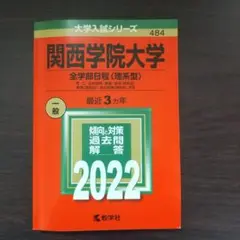 大学入試シリーズ
484
関西学院大学
全学部日程〈理系型〉
一般
最近3カ年
傾向と対策
過去問
解答
2022
教学社